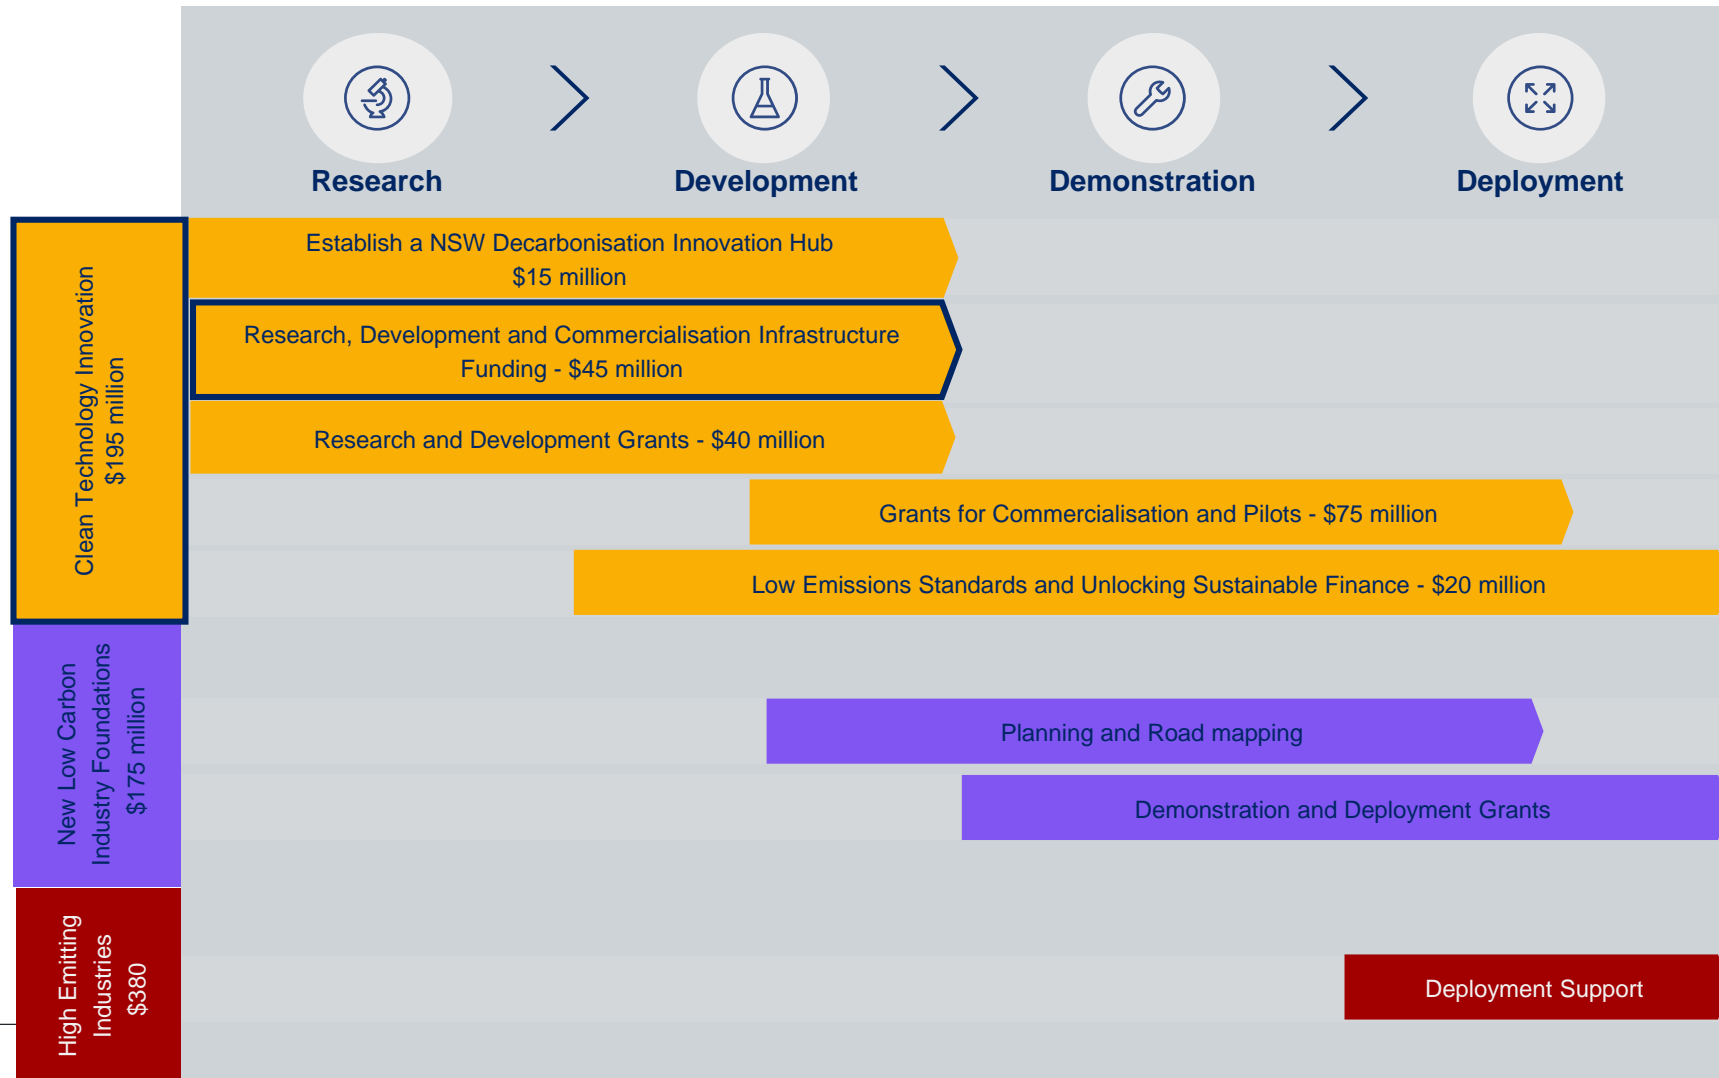 Research
Development
Demonstration
Deployment
Clean Technology Innovation
$195 million
Establish a NSW Decarbonisation Innovation Hub
$15 million
Research, Development and Commercialisation Infrastructure
Funding - $45 million
Research and Development Grants - $40 million
Grants for Commercialisation and Pilots - $75 million
Low Emissions Standards and Unlocking Sustainable Finance - $20 million
New Low Carbon
Industry Foundations
$175 million
Planning and Road mapping
Demonstration and Deployment Grants
High Emitting
Industries
$380
Deployment Support